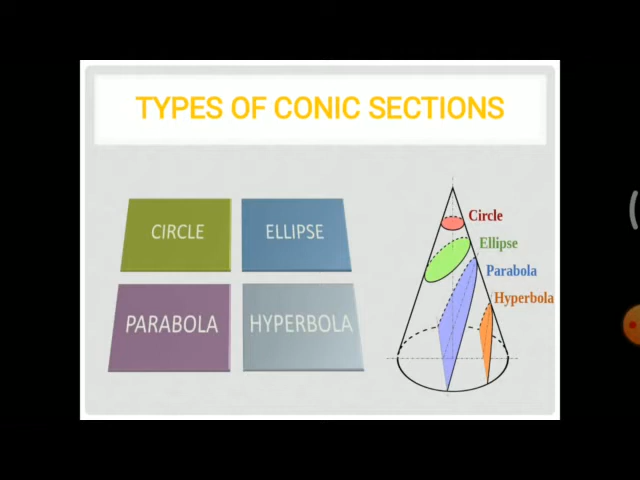 TYPES OF CONIC SECTIONS
CIRCLE
ELLIPSE
PARABOLA
HYPERBOLA
Circle
Ellipse
Parabola
Hyperbola